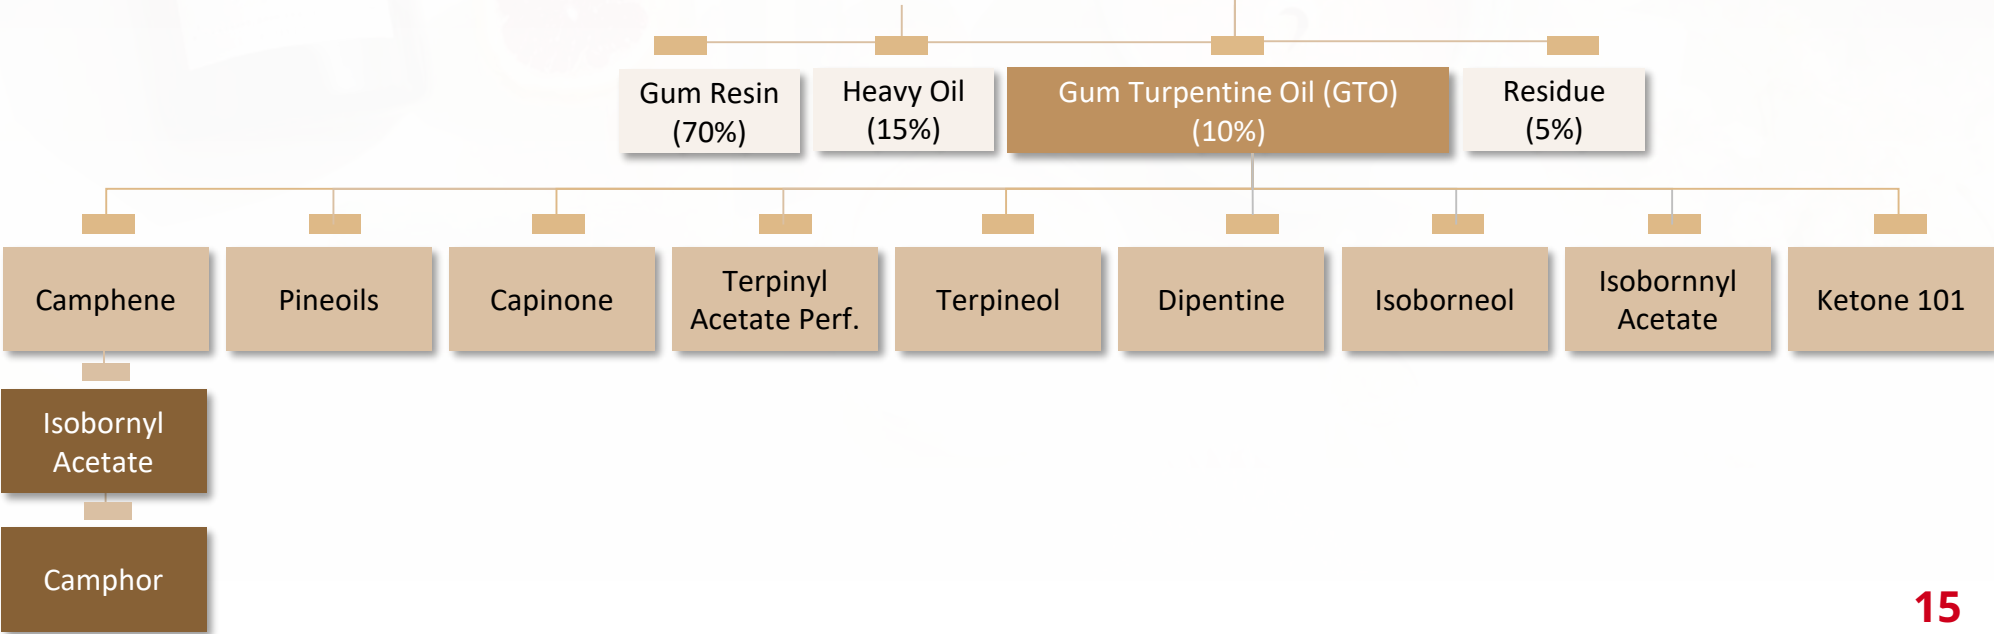 Gum Resin
(70%)
Heavy Oil
(15%)
Gum Turpentine Oil (GTO)
(10%)
Residue
(5%)
Camphene
Pineoils
Capinone
Terpinyl
Acetate Perf.
Terpineol
Dipentine
Isoborneol
Isobornnyl
Acetate
Ketone 101
Isobornyl
Acetate
Camphor
15